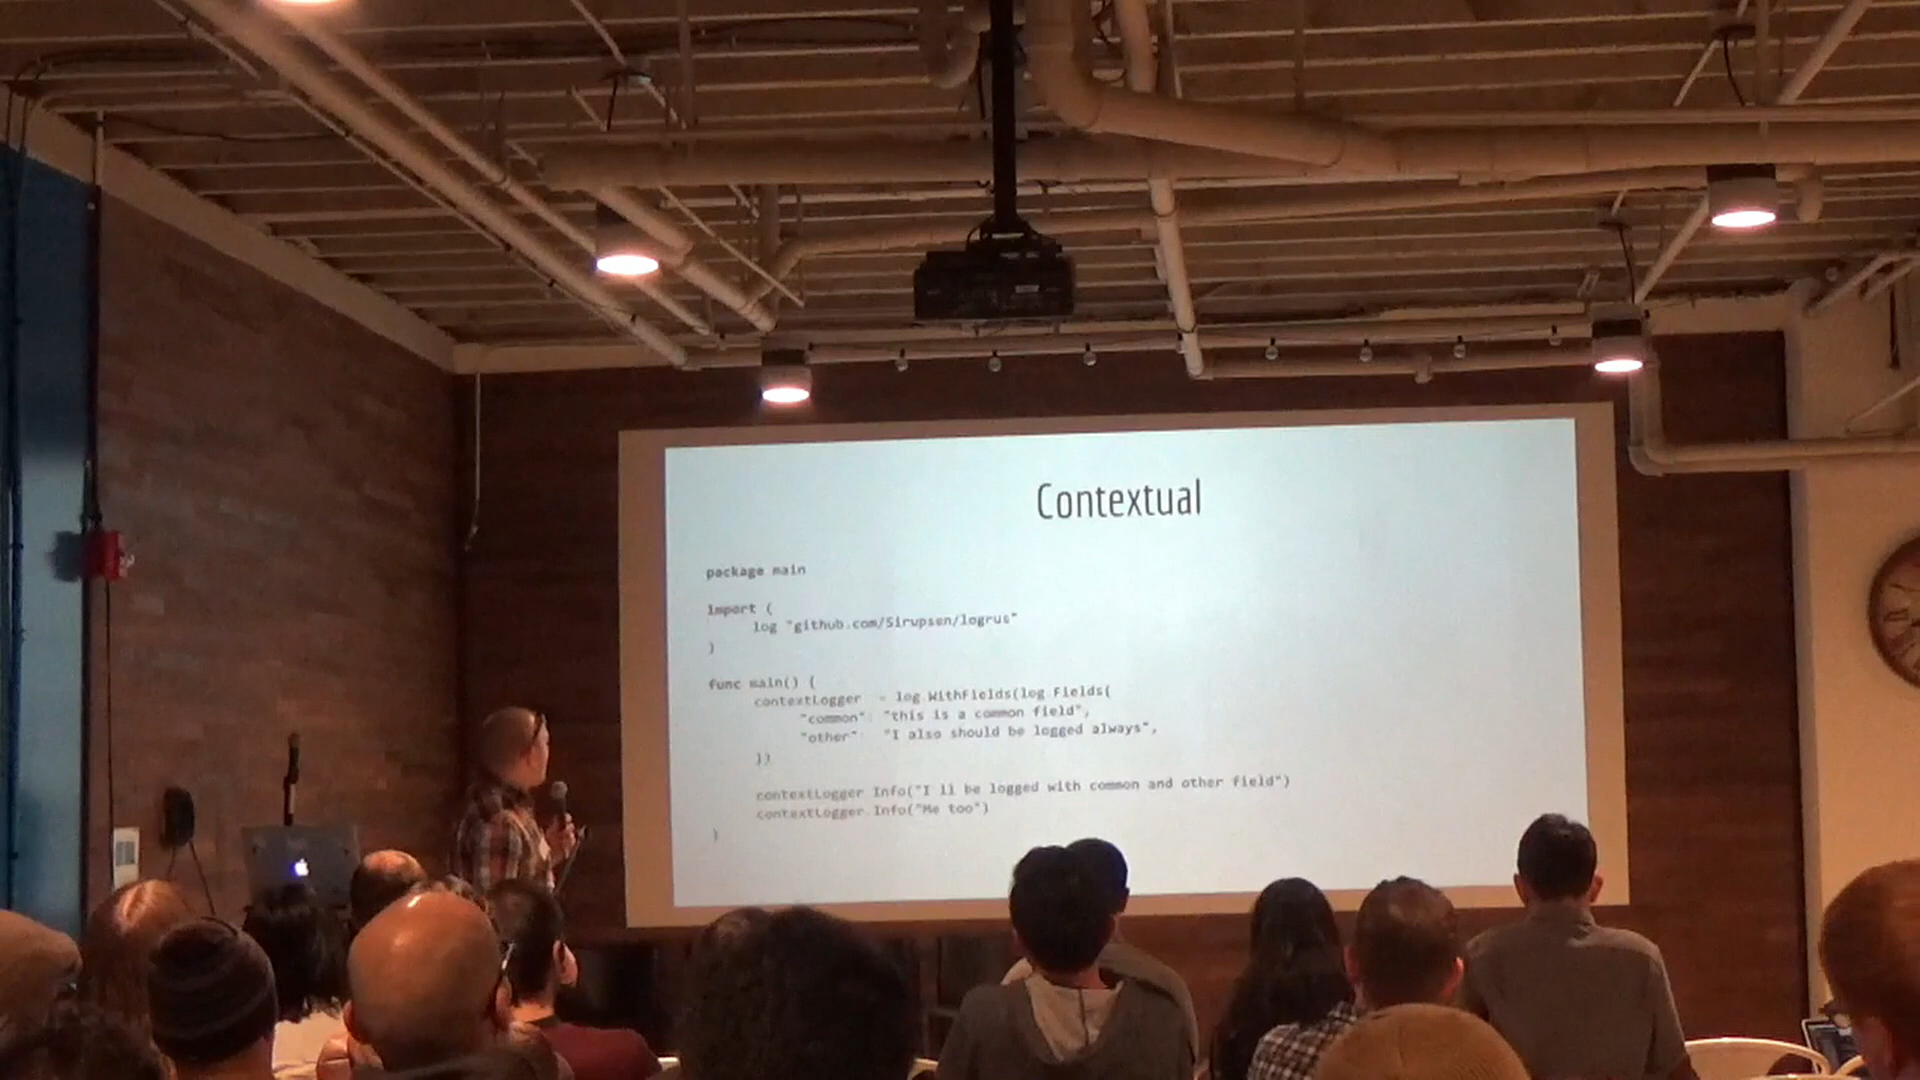 Contextual
package main
import (
log "github.com/Sirupsen/logrus"
)
func main() {
contextLogger = log WithFields(log Fields{
"common": "this is a common field",
"other": "I also should be logged always",
})
contextLogger Info("I ll be logged with common and other field")
contextLogger.Info("Me too")
}